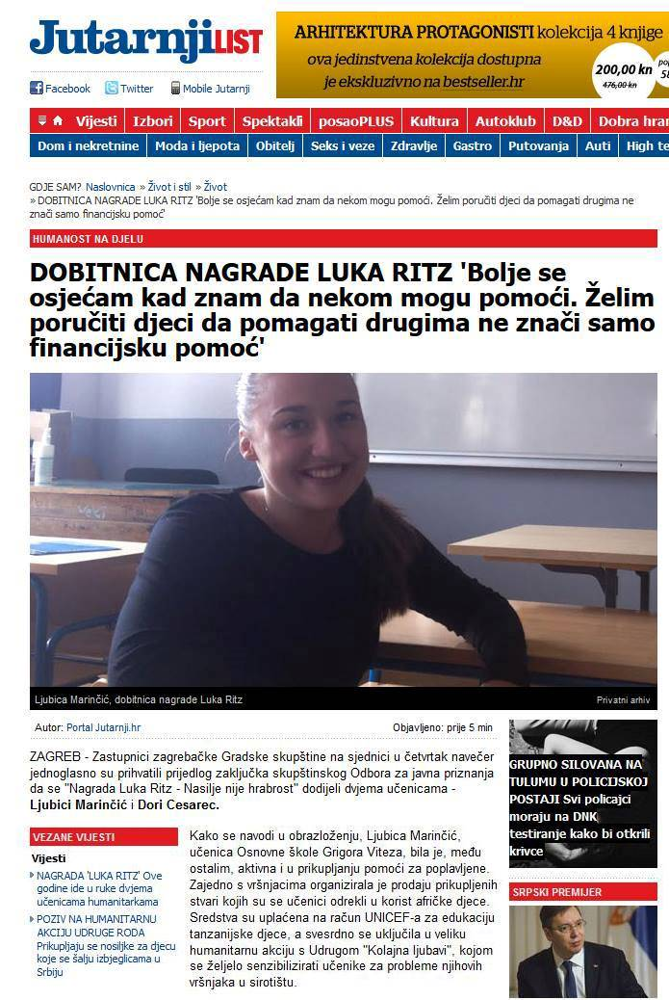 Jutarnji LIST
ARHITEKTURA PROTAGONISTI kolekcija 4 knjige
ova jedinstvena kolekcija dostupna
je ekskluzivno na bestseller.hr
200,00 kn
476,00 kn
Facebook Twitter Mobile Jutarnji
Vijesti Izbori Sport Spektakli posaoPLUS Kultura Autoklub D&D Dobra hran
Dom i nekretnine Moda i ljepota Obitelj Seks i veze Zdravlje Gastro Putovanja Auti High te
GDJE SAM? Naslovnica » Život i stil » Život
» DOBITNICA NAGRADE LUKA RITZ 'Bolje se osjećam kad znam da nekom mogu pomoći. Želim poručiti djeci da pomagati drugima ne
znači samo financijsku pomoć'
HUMANOST NA DJELU
DOBITNICA NAGRADE LUKA RITZ 'Bolje se
osjećam kad znam da nekom mogu pomoći. Želim
poručiti djeci da pomagati drugima ne znači samo
financijsku pomoć'
Ljubica Marinčić, dobitnica nagrade Luka Ritz
Privatni arhiv
Autor: Portal Jutarnji.hr
Objavljeno: prije 5 min
ZAGREB - Zastupnici zagrebačke Gradske skupštine na sjednici u četvrtak navečer
jednoglasno su prihvatili prijedlog zaključka skupštinskog Odbora za javna priznanja
da se "Nagrada Luka Ritz - Nasilje nije hrabrost" dodijeli dvjema učenicama -
Ljubici Marinčić i Dori Cesarec.
VEZANE VIJESTI
Vijesti
NAGRADA 'LUKA RITZ' Ove
godine ide u ruke dvjema
učenicama humanitarkama
POZIV NA HUMANITARNU
AKCIJU UDRUGE RODA
Prikupljaju se nosiljke za djecu
koje se šalju izbjeglicama u
Srbiju
Kako se navodi u obrazloženju, Ljubica Marinčić,
učenica Osnovne škole Grigora Viteza, bila je, među
ostalim, aktivna i u prikupljanju pomoći za poplavljene.
Zajedno s vršnjacima organizirala je prodaju prikupljenih
stvari kojih su se učenici odrekli u korist afričke djece.
Sredstva su uplaćena na račun UNICEF-a za edukaciju
tanzanijske djece, a svesrdno se uključila u veliku
humanitarnu akciju s Udrugom "Kolajna ljubavi", kojom
se željelo senzibilizirati učenike za probleme njihovih
vršnjaka u sirotištu.
GRUPNO SILOVANA NA
TULUMU U POLICIJSKOJ
POSTAJI Svi policajci
moraju na DNK
testiranje kako bi otkrili
krivce
SRPSKI PREMIJER